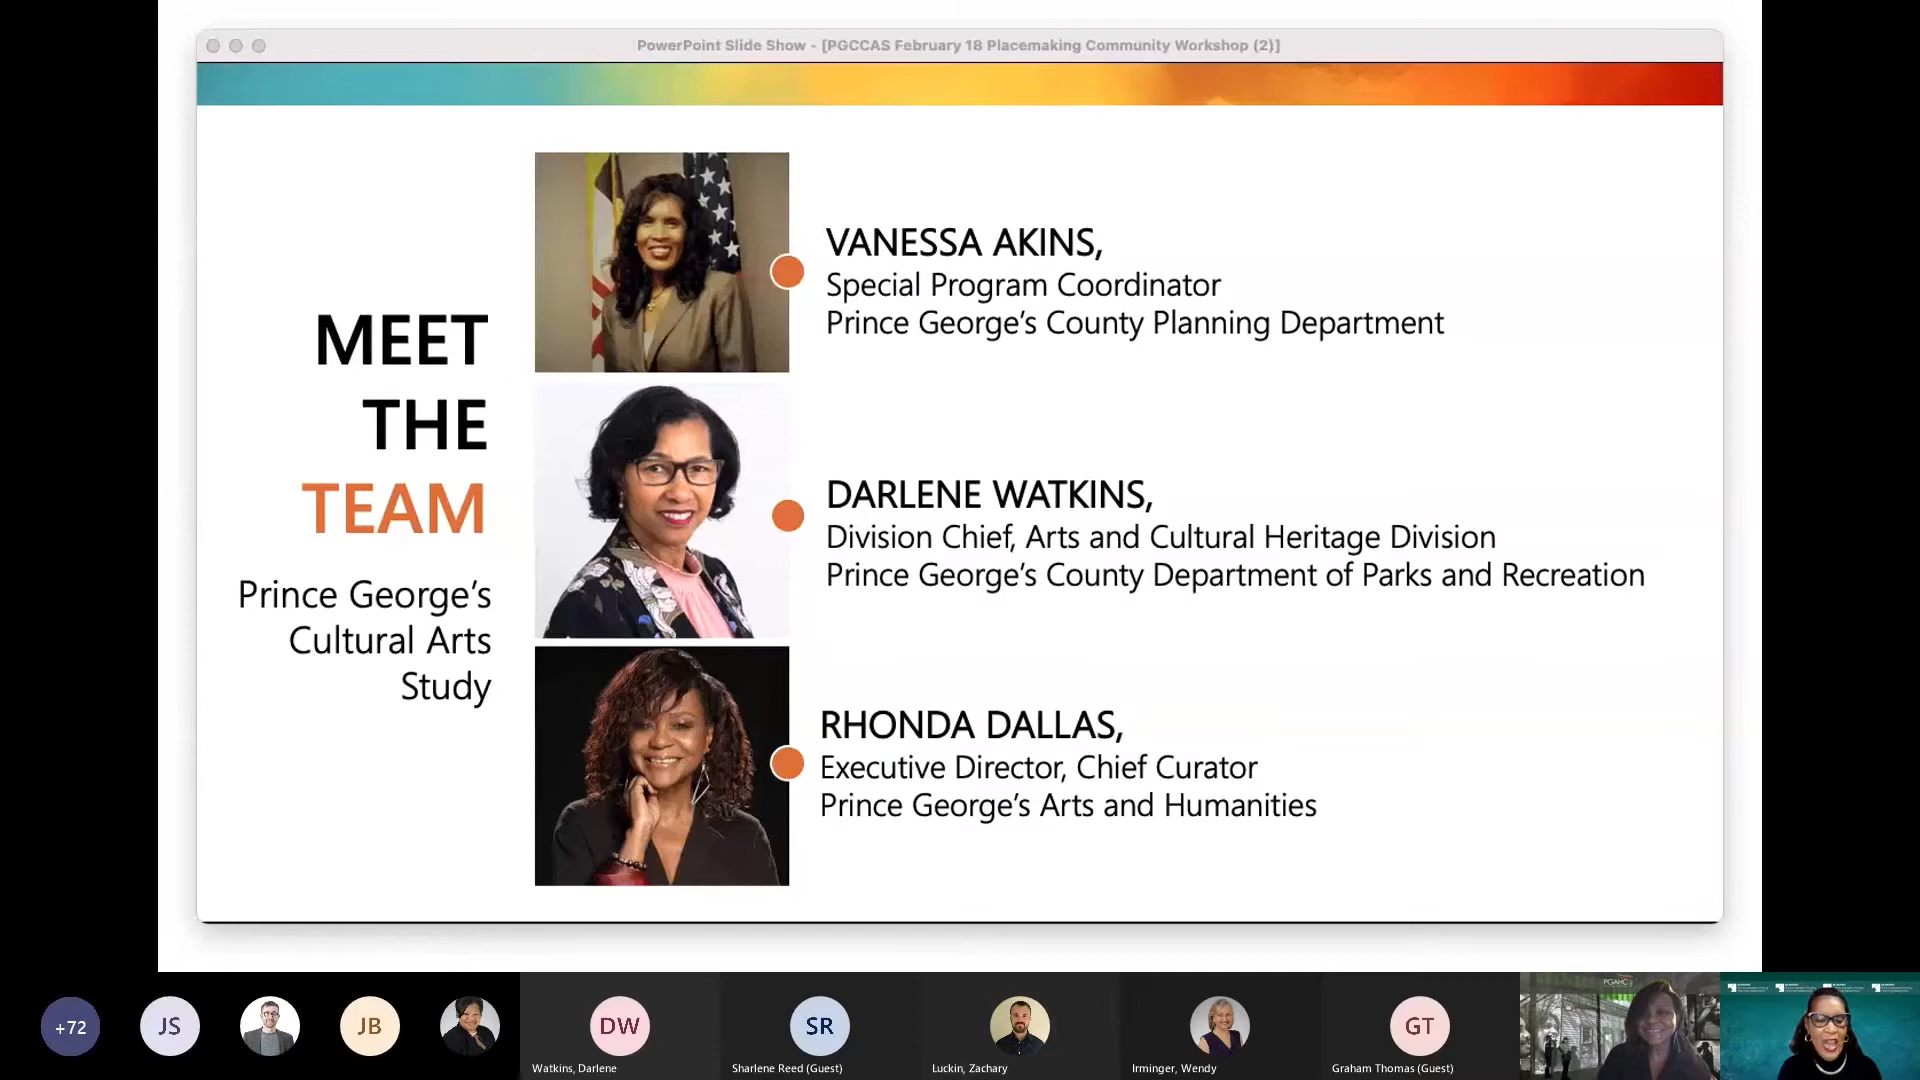 PowerPoint Slide Show - [PGCCAS February 18 Placemaking Community Workshop (2)]
MEET
THE
TEAM
Prince George's
Cultural Arts
Study
VANESSA AKINS,
Special Program Coordinator
Prince George's County Planning Department
DARLENE WATKINS,
Division Chief, Arts and Cultural Heritage Division
Prince George's County Department of Parks and Recreation
RHONDA DALLAS,
Executive Director, Chief Curator
Prince George's Arts and Humanities
+72
JS
JB
DW
Watkins, Darlene
SR
Sharlene Reed (Guest)
Luckin, Zachary
Irminger, Wendy
GT
Graham Thomas (Guest)
PGAHC